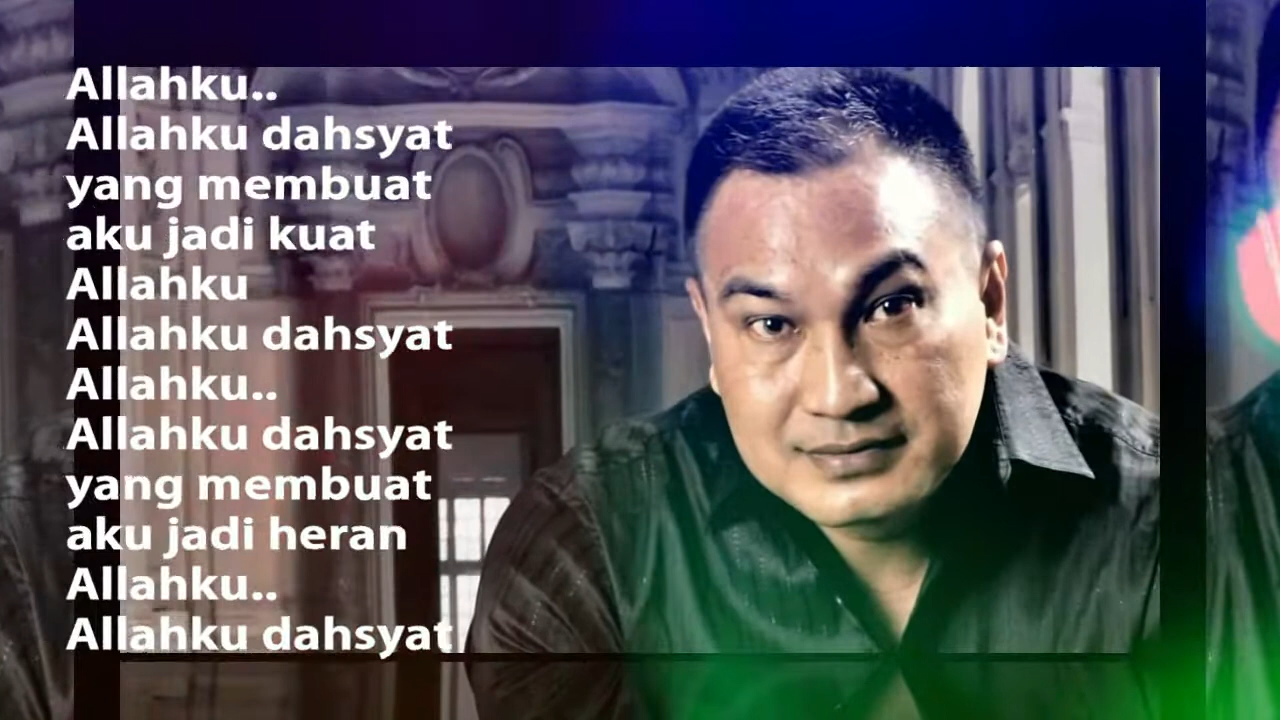 Allahku..
Allahku dahsyat
yang membuat
aku jadi kuat
Allahku
Allahku dahsyat
Allahku..
Allahku dahsyat
yang membuat
aku jadi heran
Allahku..
Allahku dahsyat